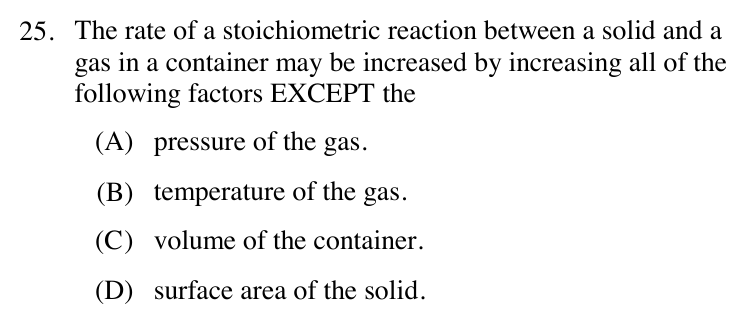 25. The rate of a stoichiometric reaction between a solid and a
gas in a container may be increased by increasing all of the
following factors EXCEPT the
(A) pressure of the gas.
(B) temperature of the gas.
(C) volume of the container.
(D) surface area of the solid.